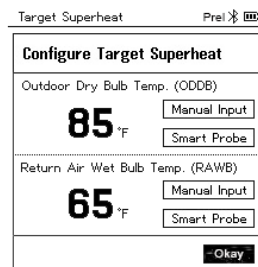 Target Superheat Prel
Configure Target Superheat
Outdoor Dry Bulb Temp. (ODDB)
85 °F
Manual Input
Smart Probe
Return Air Wet Bulb Temp. (RAWB)
65 °F
Manual Input
Smart Probe
Okay